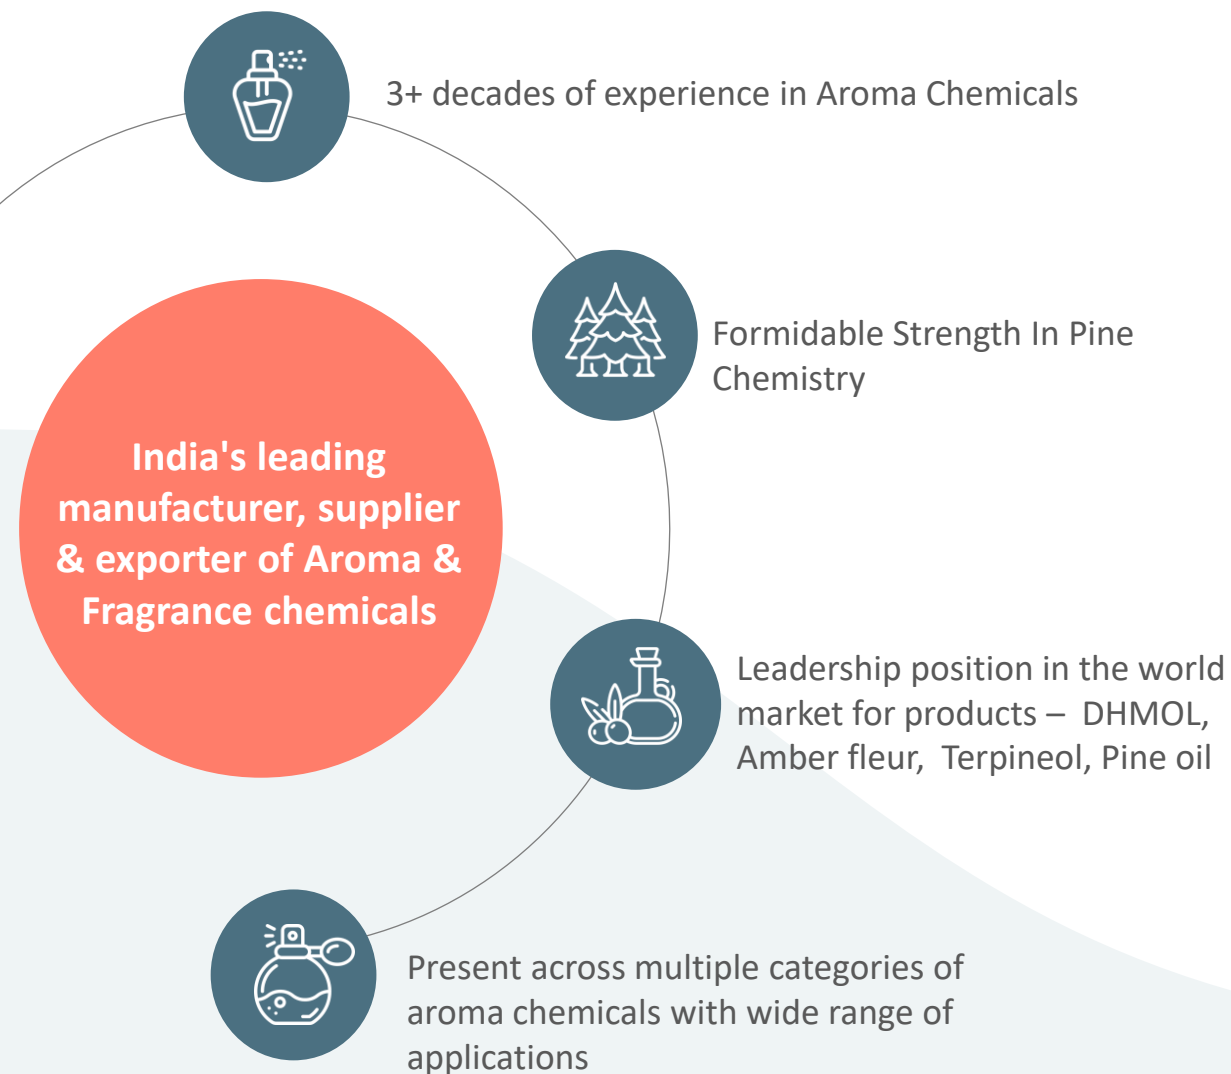 3+ decades of experience in Aroma Chemicals
Formidable Strength In Pine
Chemistry
India's leading
manufacturer, supplier
& exporter of Aroma &
Fragrance chemicals
Leadership position in the world
market for products – DHMOL,
Amber fleur, Terpineol, Pine oil
Present across multiple categories of
aroma chemicals with wide range of
applications